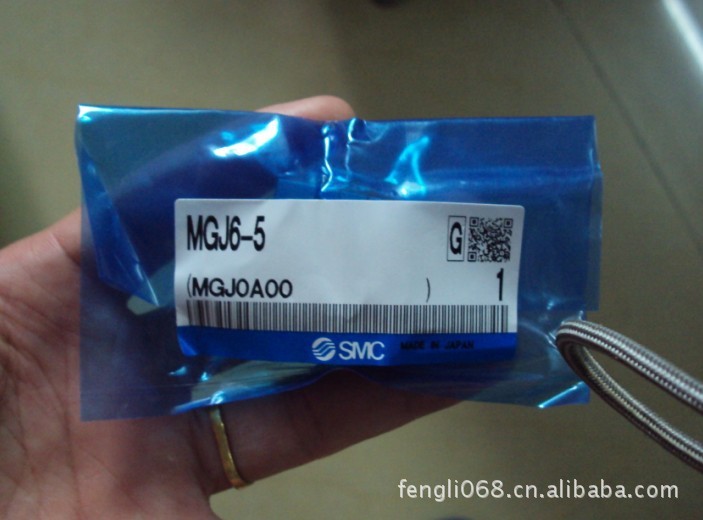 MGJ6-5
G
(MGJ0A00 )
1
SMC
MADE IN JAPAN
fengli068.cn.alibaba.com